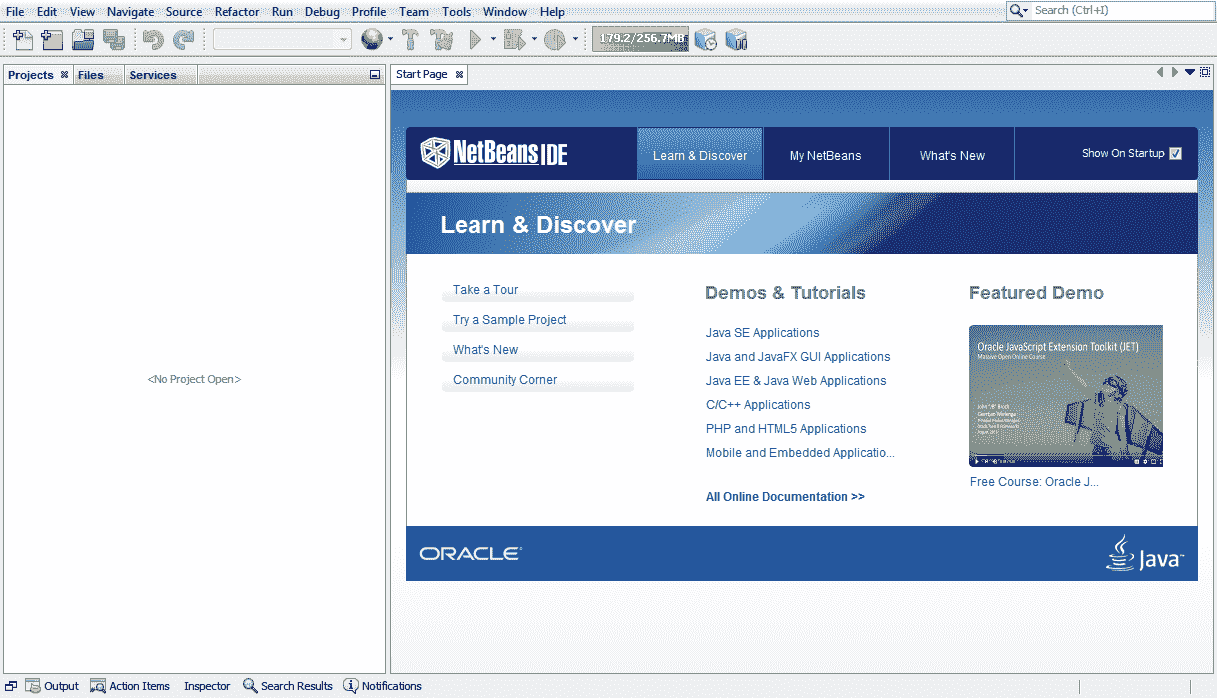 File Edit View Navigate Source Refactor Run Debug Profile Team Tools Window Help
Search (Ctrl+I)
179.2/256.7MB
Projects Files Services
Start Page
NetBeans IDE
Learn & Discover
My NetBeans
What's New
Show On Startup
Learn & Discover
Take a Tour
Try a Sample Project
What's New
Community Corner
Demos & Tutorials
Java SE Applications
Java and JavaFX GUI Applications
Java EE & Java Web Applications
C/C++ Applications
PHP and HTML5 Applications
Mobile and Embedded Applicatio...
All Online Documentation >>
Featured Demo
Oracle JavaScript Extension Toolkit (JET)
Massive Open Online Course
Free Course: Oracle J...
<No Project Open>
ORACLE
Java™
Output Action Items Inspector Search Results Notifications